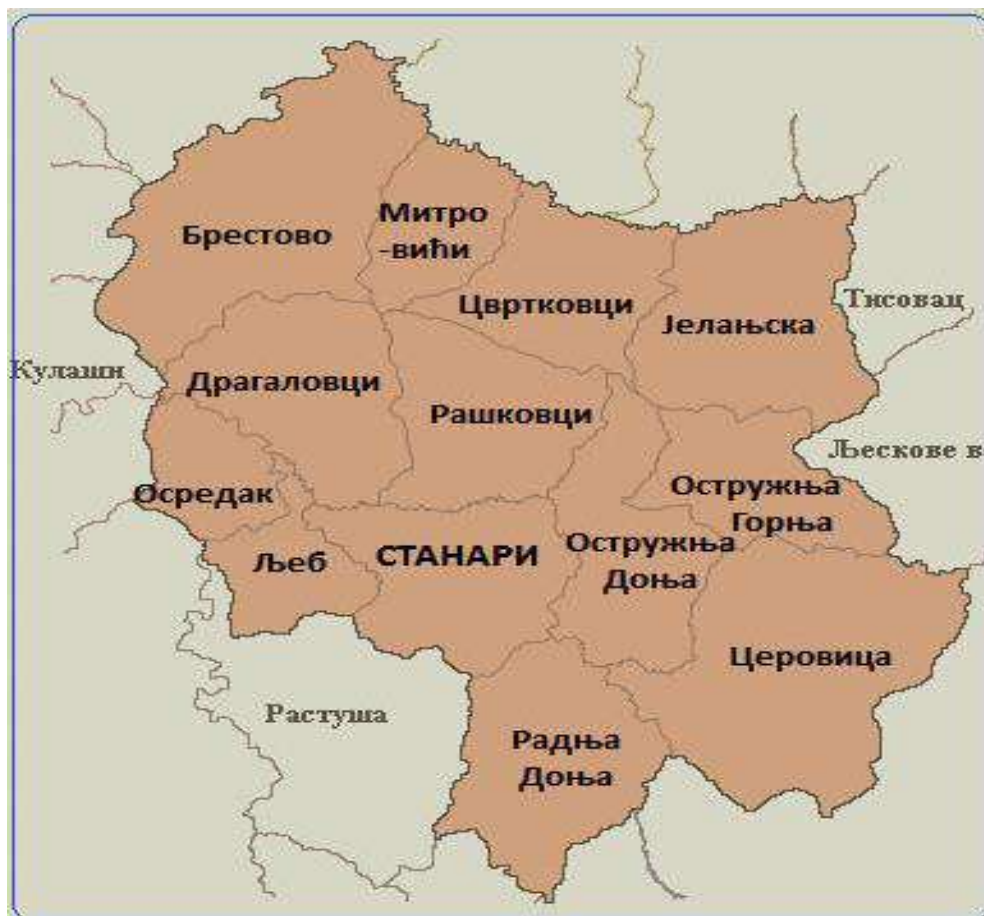 Митро
-вићи
Брестово
Цвртковци
Тисовац
Јелањска
Кулаши
Драгаловци
Рашковци
Љескове в
Остружња
Горња
Осредак
Остружња
Доња
СТАНАРИ
Љеб
Церовица
Растуша
Радња
Доња